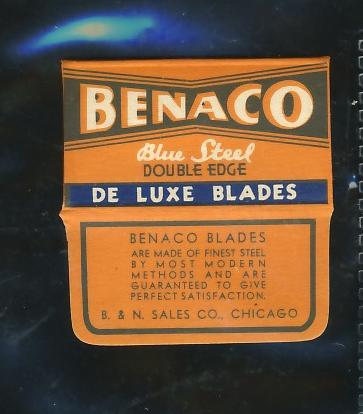 BENACO
Blue Steel
DOUBLE EDGE
DE LUXE BLADES
BENACO BLADES
ARE MADE OF FINEST STEEL
BY MOST MODERN
METHODS AND ARE
GUARANTEED TO GIVE
PERFECT SATISFACTION.
B. & N. SALES CO., CHICAGO